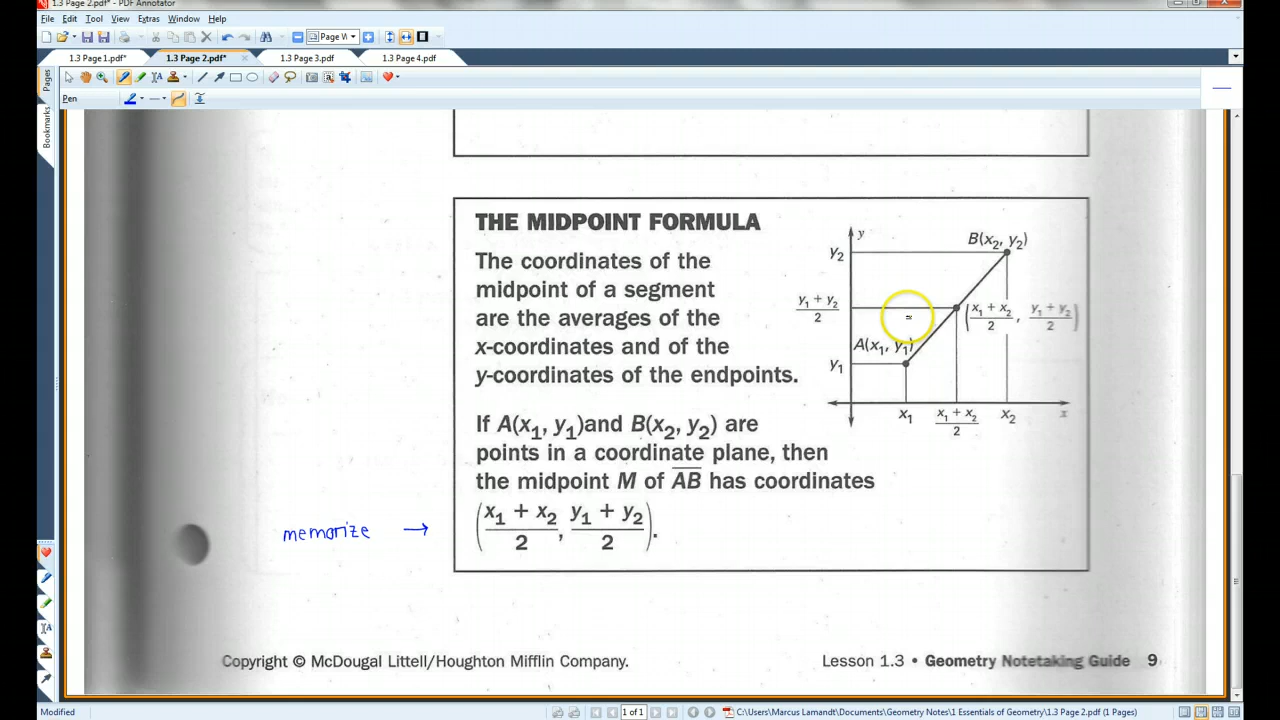 1.3 Page 2.pdf* - PDF Annotator
File Edit Tool View Extras Window Help
Page W
1.3 Page 1.pdf* 1.3 Page 2.pdf* 1.3 Page 3.pdf 1.3 Page 4.pdf
Pen
Pages
Bookmarks
THE MIDPOINT FORMULA
The coordinates of the
midpoint of a segment
are the averages of the
x-coordinates and of the
y-coordinates of the endpoints.
If A(x₁, y₁)and B(x₂, y₂) are
points in a coordinate plane, then
the midpoint M of A̅B̅ has coordinates
((x₁ + x₂)/2, (y₁ + y₂)/2).
memorize →
y
B(x₂, y₂)
y₂
(y₁ + y₂)/2
((x₁ + x₂)/2, (y₁ + y₂)/2)
A(x₁, y₁)
y₁
x₁ (x₁ + x₂)/2 x₂ x
Copyright © McDougal Littell/Houghton Mifflin Company.
Lesson 1.3 • Geometry Notetaking Guide 9
Modified
1 of 1
C:\Users\Marcus Lamandt\Documents\Geometry Notes\1 Essentials of Geometry\1.3 Page 2.pdf (1 Pages)